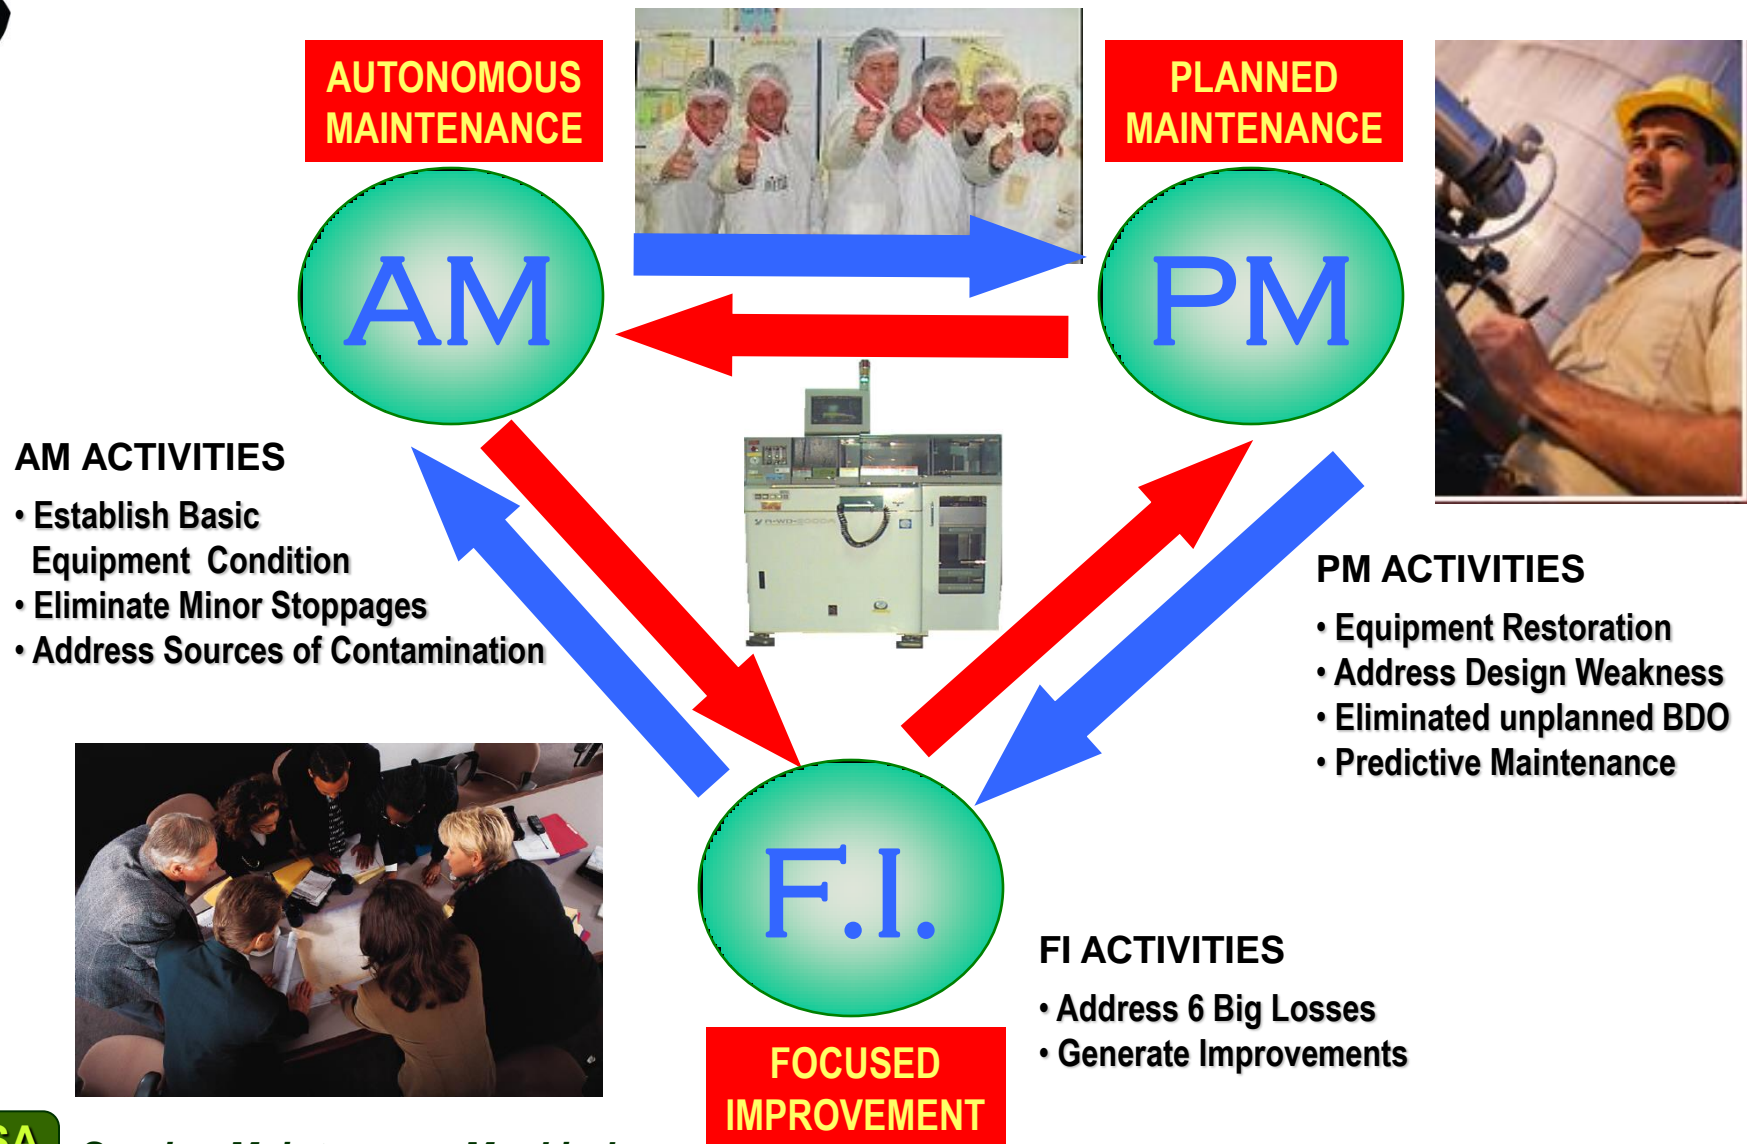 AUTONOMOUS
MAINTENANCE
PLANNED
MAINTENANCE
AM
PM
AM ACTIVITIES
• Establish Basic
Equipment Condition
• Eliminate Minor Stoppages
• Address Sources of Contamination
PM ACTIVITIES
• Equipment Restoration
• Address Design Weakness
• Eliminated unplanned BDO
• Predictive Maintenance
F.I.
FI ACTIVITIES
• Address 6 Big Losses
• Generate Improvements
FOCUSED
IMPROVEMENT
SA